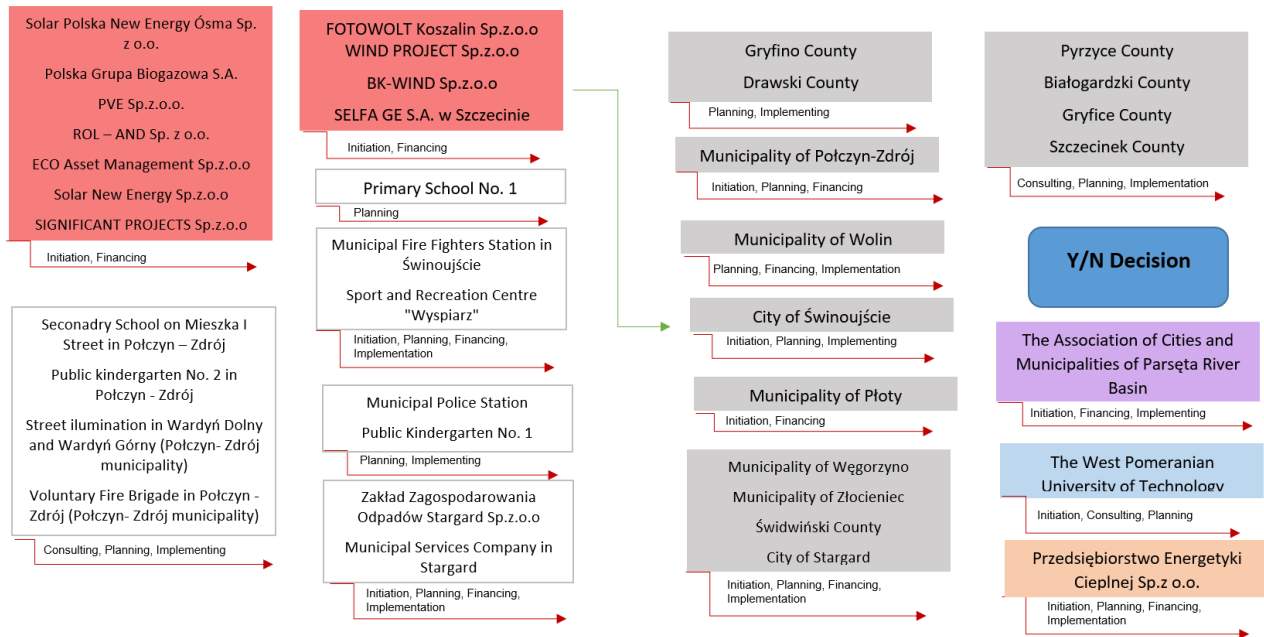 Solar Polska New Energy Ósma Sp.
z o.o.
Polska Grupa Biogazowa S.A.
PVE Sp.z.o.o.
ROL – AND Sp. z o.o.
ECO Asset Management Sp.z.o.o
Solar New Energy Sp.z.o.o
SIGNIFICANT PROJECTS Sp.z.o.o
Initiation, Financing
Seconadry School on Mieszka I
Street in Połczyn – Zdrój
Public kindergarten No. 2 in
Połczyn - Zdrój
Street ilumination in Wardyń Dolny
and Wardyń Górny (Połczyn- Zdrój
municipality)
Voluntary Fire Brigade in Połczyn -
Zdrój (Połczyn- Zdrój municipality)
Consulting, Planning, Implementing
FOTOWOLT Koszalin Sp.z.o.o
WIND PROJECT Sp.z.o.o
BK-WIND Sp.z.o.o
SELFA GE S.A. w Szczecinie
Initiation, Financing
Primary School No. 1
Planning
Municipal Fire Fighters Station in
Świnoujście
Sport and Recreation Centre
"Wyspiarz"
Initiation, Planning, Financing,
Implementation
Municipal Police Station
Public Kindergarten No. 1
Planning, Implementing
Zakład Zagospodarowania
Odpadów Stargard Sp.z.o.o
Municipal Services Company in
Stargard
Initiation, Planning, Financing,
Implementation
Gryfino County
Drawski County
Planning, Implementing
Municipality of Połczyn-Zdrój
Initiation, Planning, Financing
Municipality of Wolin
Planning, Financing, Implementation
City of Świnoujście
Initiation, Planning, Implementing
Municipality of Płoty
Initiation, Financing
Municipality of Węgorzyno
Municipality of Złocieniec
Świdwiński County
City of Stargard
Initiation, Planning, Financing,
Implementation
Pyrzyce County
Białogardzki County
Gryfice County
Szczecinek County
Consulting, Planning, Implementation
Y/N Decision
The Association of Cities and
Municipalities of Parsęta River
Basin
Initiation, Financing, Implementing
The West Pomeranian
University of Technology
Initiation, Consulting, Planning
Przedsiębiorstwo Energetyki
Cieplnej Sp.z o.o.
Initiation, Planning, Financing,
Implementation